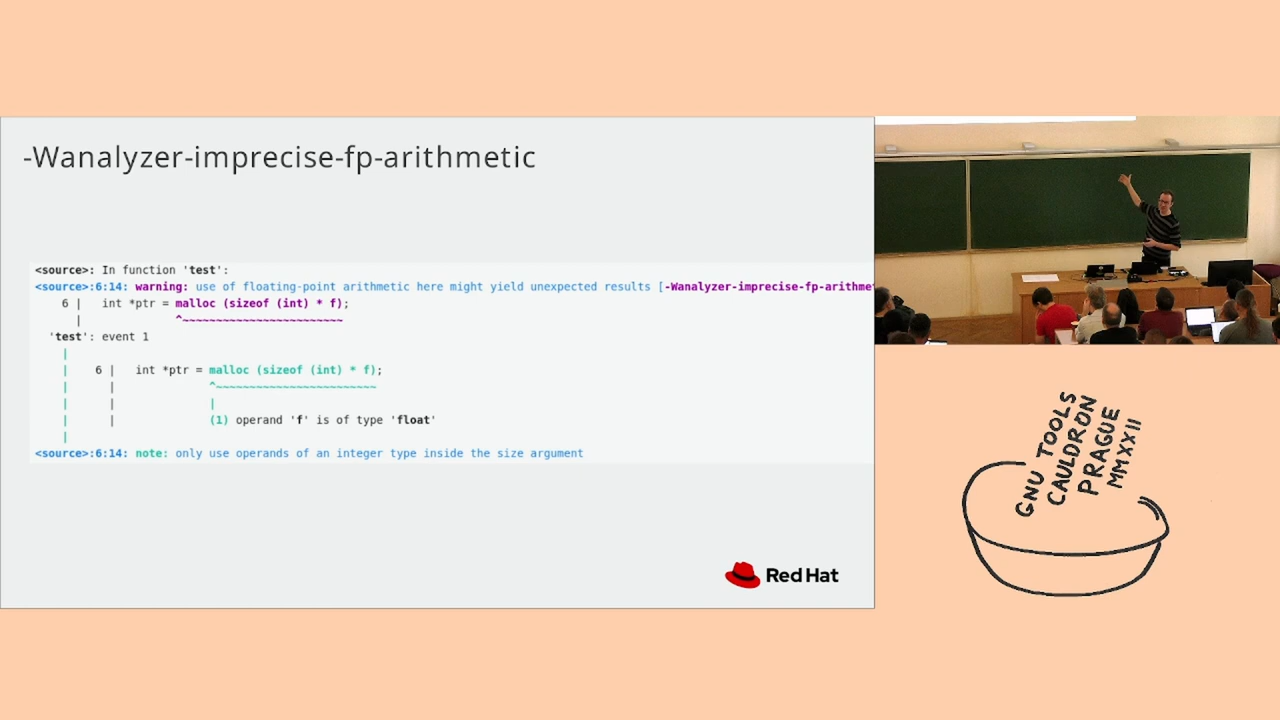 -Wanalyzer-imprecise-fp-arithmetic
<source>: In function 'test':
<source>:6:14: warning: use of floating-point arithmetic here might yield unexpected results [-Wanalyzer-imprecise-fp-arithme
6 | int *ptr = malloc (sizeof (int) * f);
| ^~~~~~~~~~~~~~~~~~~~~~~~~
'test': event 1
|
| 6 | int *ptr = malloc (sizeof (int) * f);
| | ^~~~~~~~~~~~~~~~~~~~~~~~~
| | |
| | (1) operand 'f' is of type 'float'
|
<source>:6:14: note: only use operands of an integer type inside the size argument
Red Hat
GNU TOOLS
CAULDRON
PRAGUE
MMXXII